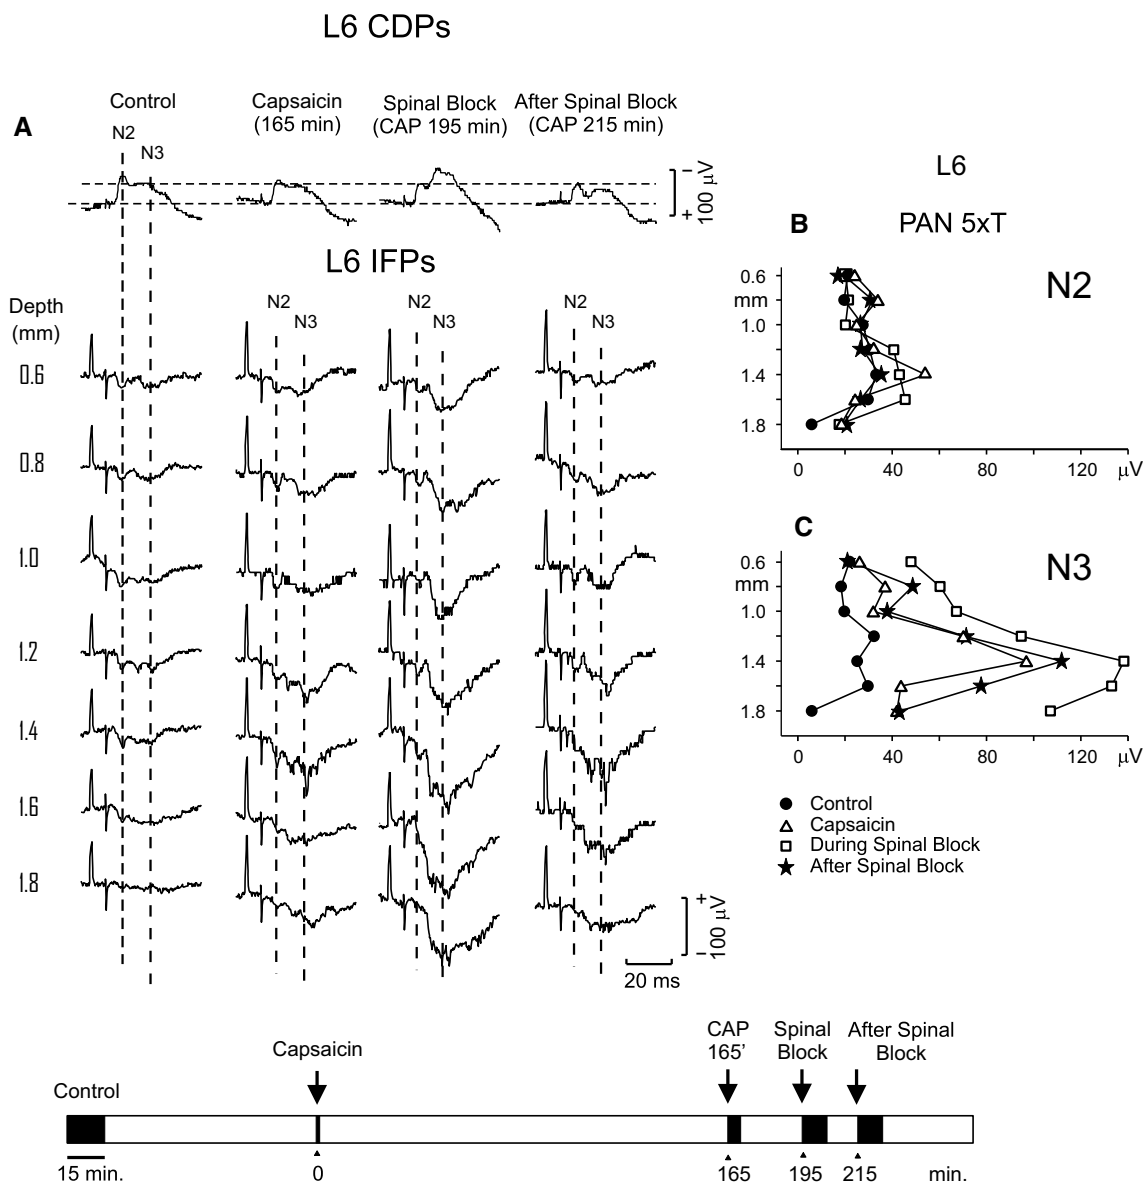 L6 CDPs
A
Control
Capsaicin
(165 min)
Spinal Block
(CAP 195 min)
After Spinal Block
(CAP 215 min)
N2
N3
−
+
100 µV
L6 IFPs
Depth
(mm)
N2
N3
N2
N3
N2
N3
0.6
0.8
1.0
1.2
1.4
1.6
1.8
+
−
100 µV
20 ms
L6
B
PAN 5xT
N2
0.6
mm
1.0
1.4
1.8
0 40 80 120 µV
C
N3
0.6
mm
1.0
1.4
1.8
0 40 80 120 µV
Control
Capsaicin
During Spinal Block
After Spinal Block
Control
Capsaicin
CAP
165'
Spinal
Block
After Spinal
Block
15 min. 0 165 195 215 min.